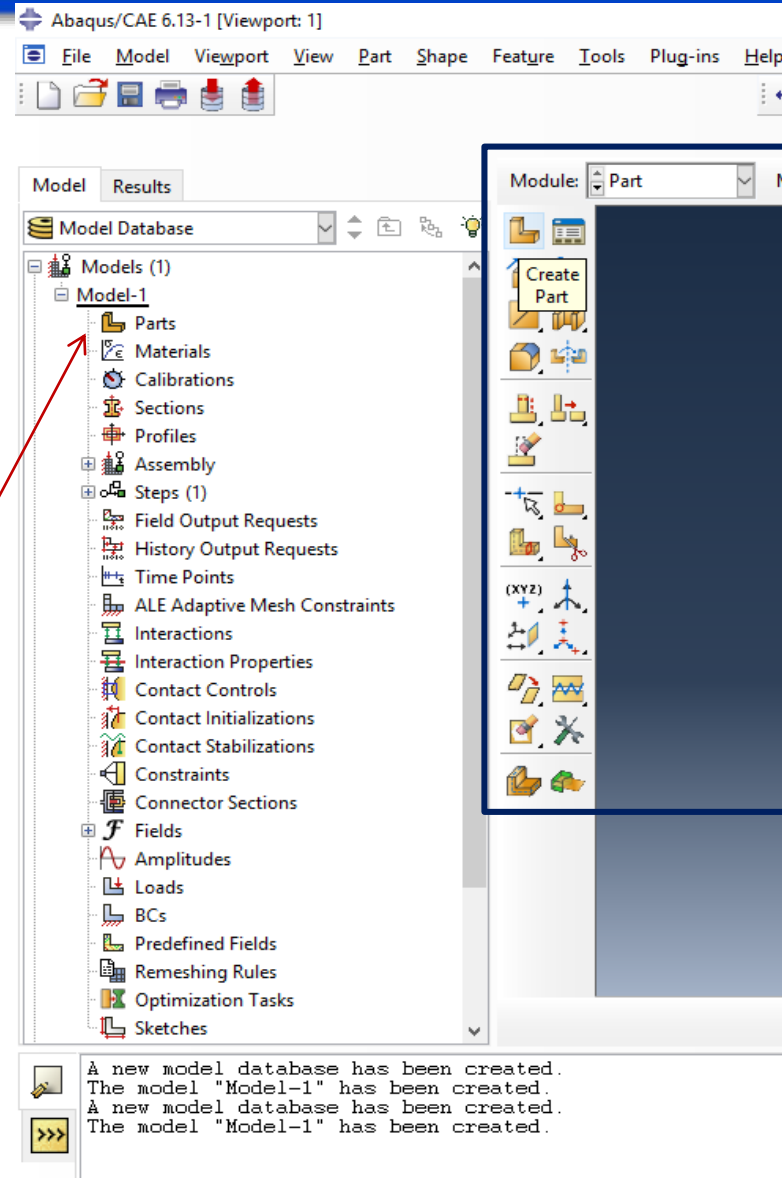 Abaqus/CAE 6.13-1 [Viewport: 1]
File Model Viewport View Part Shape Feature Tools Plug-ins Help
Model Results
Module: Part
Model Database
Models (1)
Create
Part
Model-1
Parts
Materials
Calibrations
Sections
Profiles
Assembly
Steps (1)
Field Output Requests
History Output Requests
Time Points
(XYZ)
ALE Adaptive Mesh Constraints
Interactions
Interaction Properties
Contact Controls
Contact Initializations
Contact Stabilizations
Constraints
Connector Sections
Fields
Amplitudes
Loads
BCs
Predefined Fields
Remeshing Rules
Optimization Tasks
Sketches
A new model database has been created.
The model "Model-1" has been created.
A new model database has been created.
The model "Model-1" has been created.
>>>